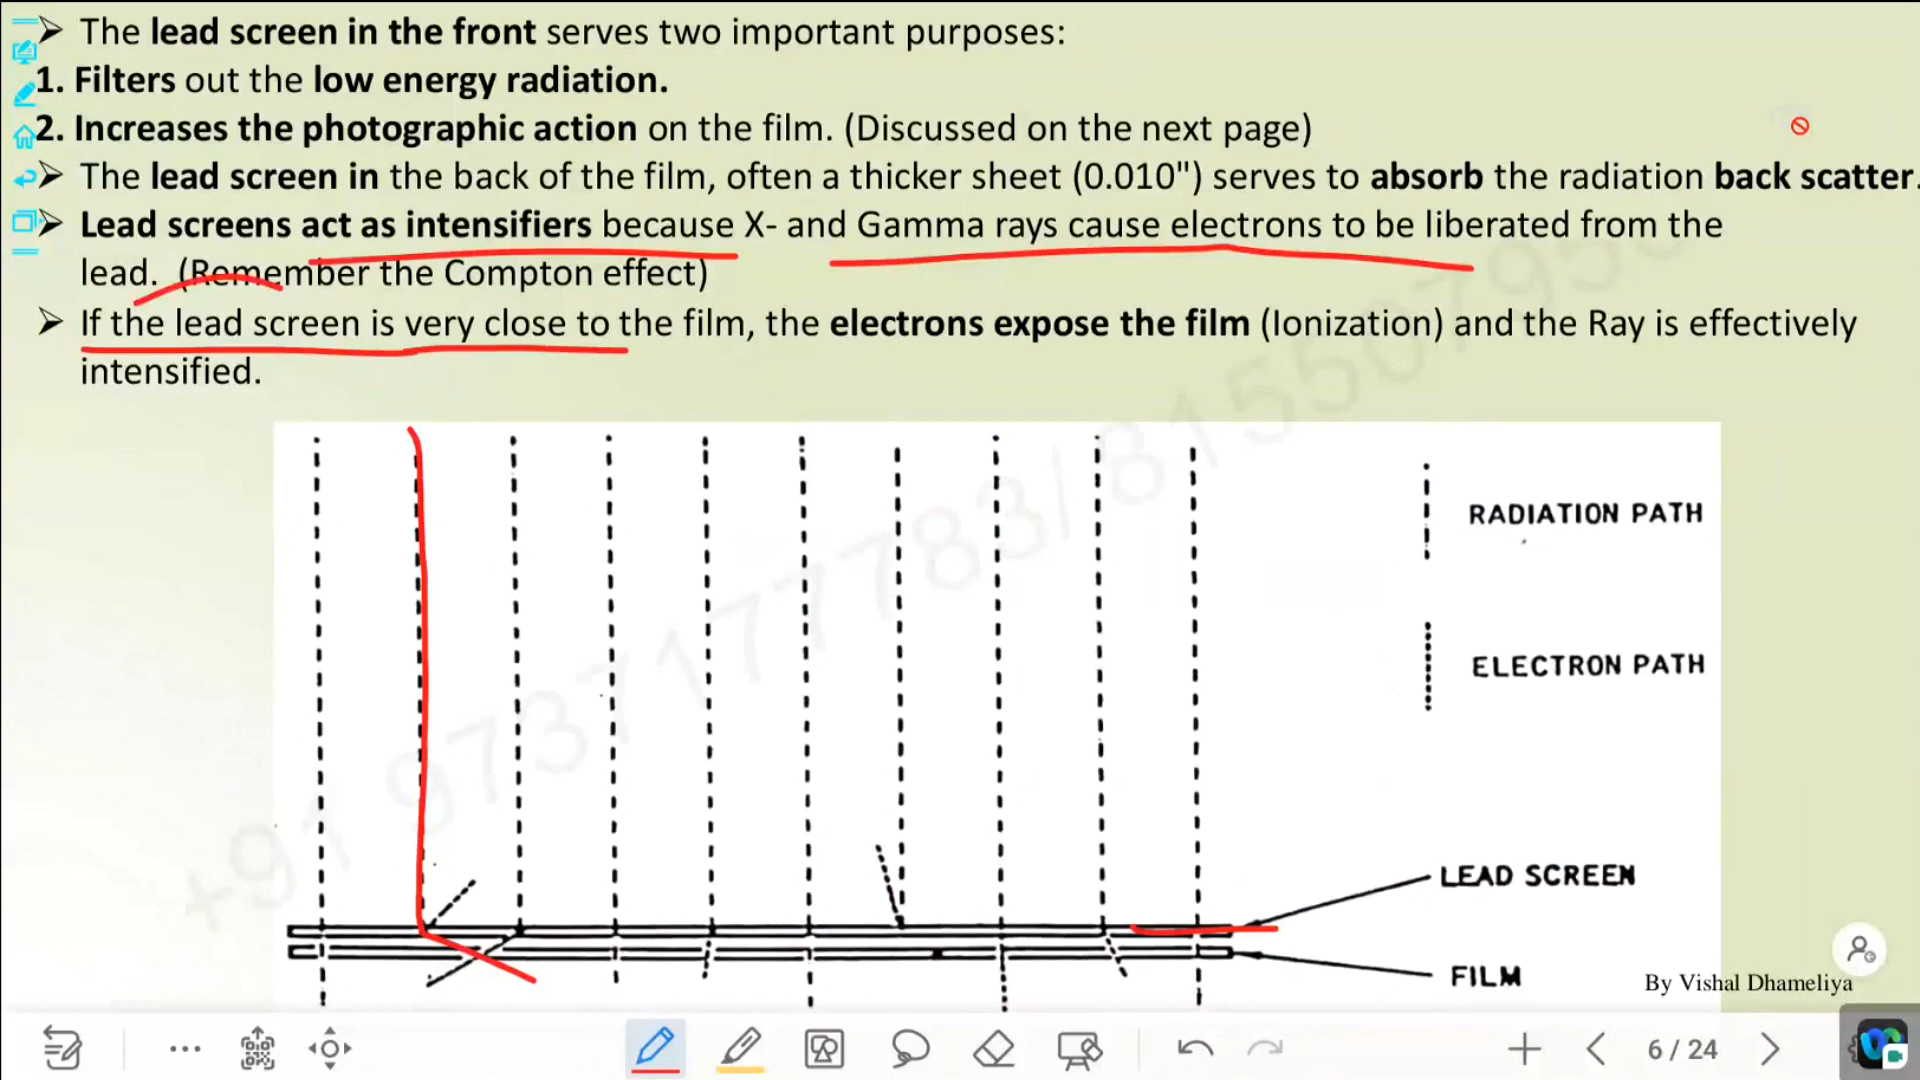 ➤ The lead screen in the front serves two important purposes:
1. Filters out the low energy radiation.
2. Increases the photographic action on the film. (Discussed on the next page)
➤ The lead screen in the back of the film, often a thicker sheet (0.010") serves to absorb the radiation back scatter.
➤ Lead screens act as intensifiers because X- and Gamma rays cause electrons to be liberated from the
lead. (Remember the Compton effect)
➤ If the lead screen is very close to the film, the electrons expose the film (Ionization) and the Ray is effectively
intensified.
RADIATION PATH
ELECTRON PATH
LEAD SCREEN
FILM
By Vishal Dhameliya
6 / 24